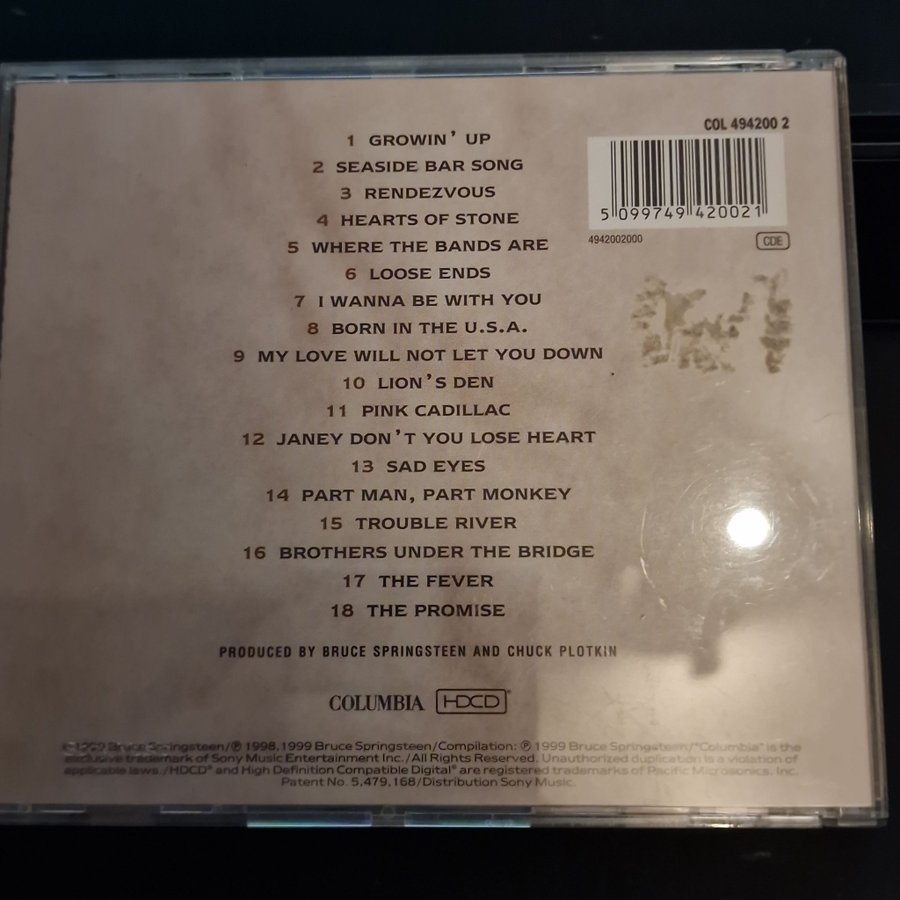 COL 494200 2
5 099749 420021
4942002000
CDE
1 GROWIN' UP
2 SEASIDE BAR SONG
3 RENDEZVOUS
4 HEARTS OF STONE
5 WHERE THE BANDS ARE
6 LOOSE ENDS
7 I WANNA BE WITH YOU
8 BORN IN THE U.S.A.
9 MY LOVE WILL NOT LET YOU DOWN
10 LION'S DEN
11 PINK CADILLAC
12 JANEY DON'T YOU LOSE HEART
13 SAD EYES
14 PART MAN, PART MONKEY
15 TROUBLE RIVER
16 BROTHERS UNDER THE BRIDGE
17 THE FEVER
18 THE PROMISE
PRODUCED BY BRUCE SPRINGSTEEN AND CHUCK PLOTKIN
COLUMBIA HDCD®
© 1999 Bruce Springsteen/℗ 1998, 1999 Bruce Springsteen/Compilation: ℗ 1999 Bruce Springsteen/"Columbia" is the
exclusive trademark of Sony Music Entertainment Inc./All Rights Reserved. Unauthorized duplication is a violation of
applicable laws./HDCD® and High Definition Compatible Digital® are registered trademarks of Pacific Microsonics, Inc.
Patent No. 5,479,168/Distribution Sony Music.